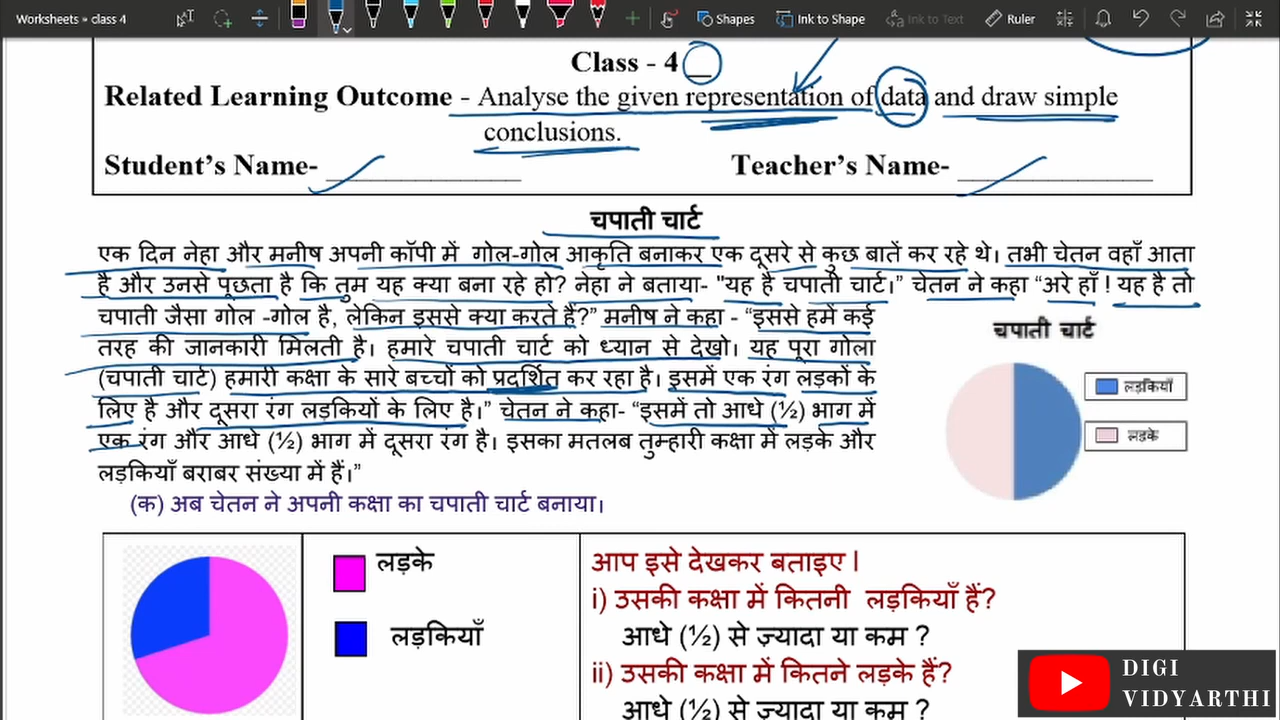 Worksheets = class 4
Shapes
Ink to Shape
Ink to Text
Ruler
Class - 4 _
Related Learning Outcome - Analyse the given representation of data and draw simple
conclusions.
Student's Name- ______________ Teacher's Name- ______________
चपाती चार्ट
एक दिन नेहा और मनीष अपनी कॉपी में गोल-गोल आकृति बनाकर एक दूसरे से कुछ बातें कर रहे थे। तभी चेतन वहाँ आता
है और उनसे पूछता है कि तुम यह क्या बना रहे हो? नेहा ने बताया- "यह है चपाती चार्ट।” चेतन ने कहा “अरे हाँ ! यह है तो
चपाती जैसा गोल -गोल है, लेकिन इससे क्या करते हैं?” मनीष ने कहा - “इससे हमें कई
तरह की जानकारी मिलती है। हमारे चपाती चार्ट को ध्यान से देखो। यह पूरा गोला
(चपाती चार्ट) हमारी कक्षा के सारे बच्चों को प्रदर्शित कर रहा है। इसमें एक रंग लड़कों के
लिए है और दूसरा रंग लड़कियों के लिए है।” चेतन ने कहा- “इसमें तो आधे (½) भाग में
एक रंग और आधे (½) भाग में दूसरा रंग है। इसका मतलब तुम्हारी कक्षा में लड़के और
लड़कियाँ बराबर संख्या में हैं।”
चपाती चार्ट
लड़कियाँ
लड़के
(क) अब चेतन ने अपनी कक्षा का चपाती चार्ट बनाया।
लड़के
लड़कियाँ
आप इसे देखकर बताइए |
i) उसकी कक्षा में कितनी लड़कियाँ हैं?
आधे (½) से ज़्यादा या कम ?
ii) उसकी कक्षा में कितने लड़के हैं?
आधे (½) से ज़्यादा या कम ?
DIGI
VIDYARTHI